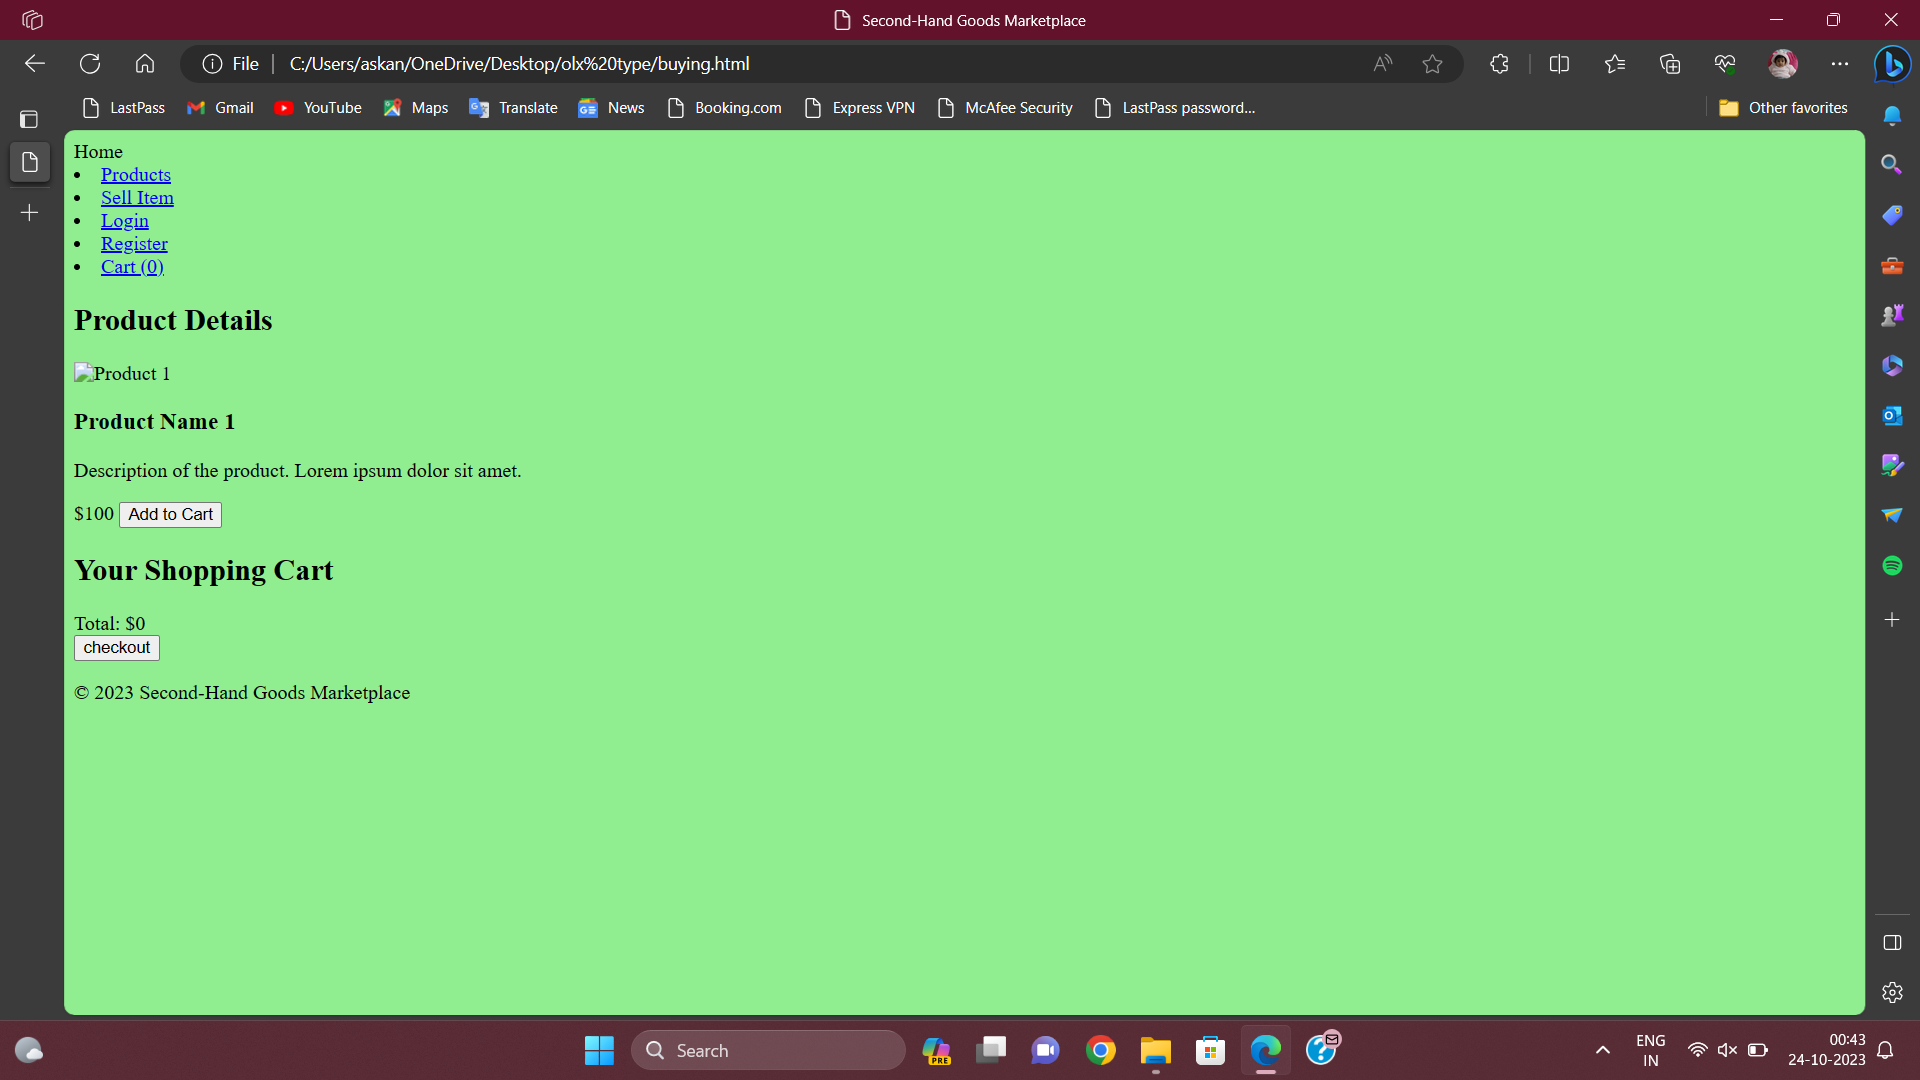 Second-Hand Goods Marketplace
File
C:/Users/askan/OneDrive/Desktop/olx%20type/buying.html
LastPass
Gmail
YouTube
Maps
Translate
News
Booking.com
Express VPN
McAfee Security
LastPass password...
Other favorites
Home
Products
Sell Item
Login
Register
Cart (0)
Product Details
Product 1
Product Name 1
Description of the product. Lorem ipsum dolor sit amet.
$100 Add to Cart
Your Shopping Cart
Total: $0
checkout
© 2023 Second-Hand Goods Marketplace
Search
PRE
ENG
IN
00:43
24-10-2023